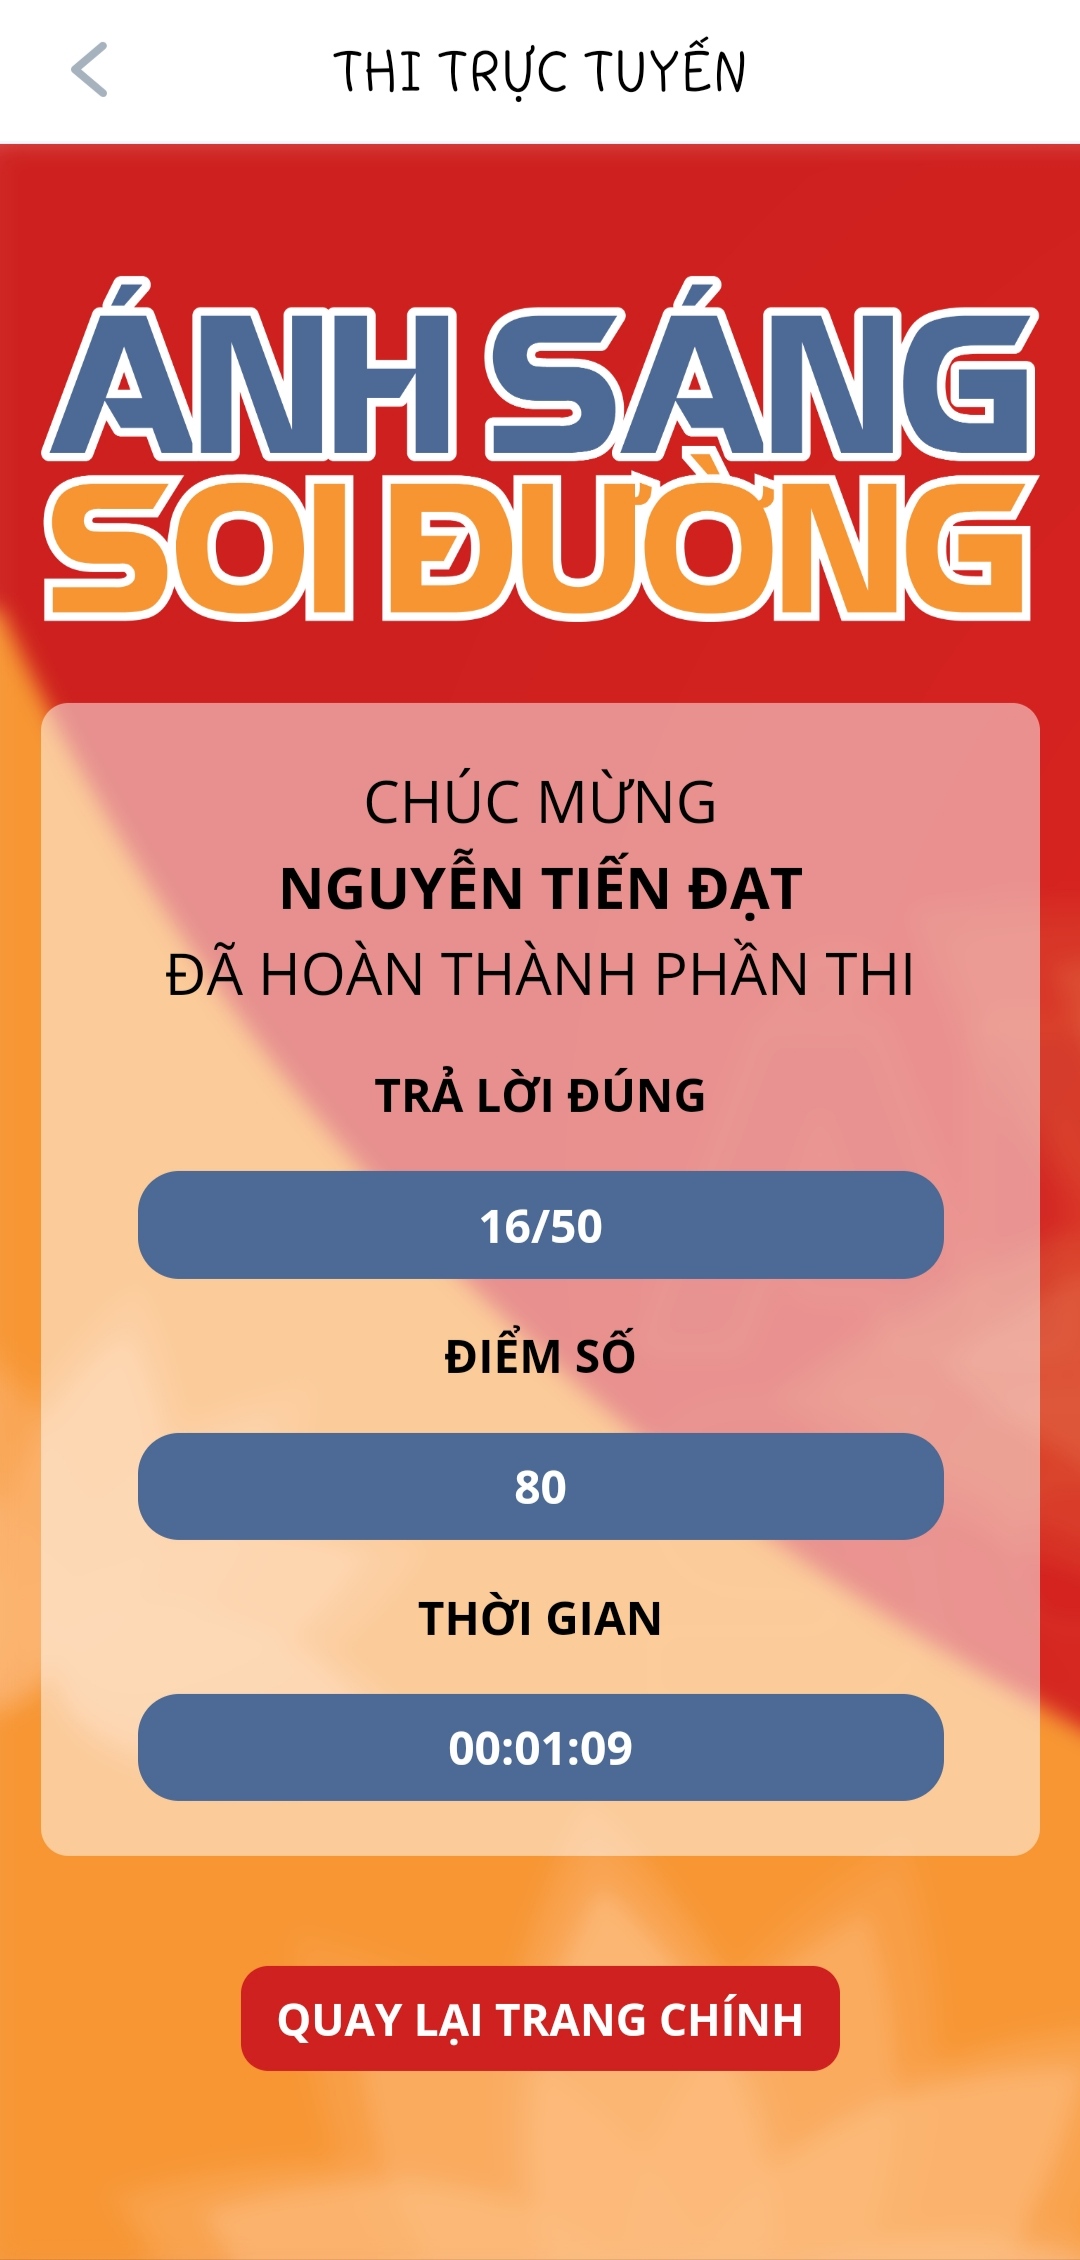 THI TRỰC TUYẾN
ÁNH SÁNG
SOI ĐƯỜNG
CHÚC MỪNG
NGUYỄN TIẾN ĐẠT
ĐÃ HOÀN THÀNH PHẦN THI
TRẢ LỜI ĐÚNG
16/50
ĐIỂM SỐ
80
THỜI GIAN
00:01:09
QUAY LẠI TRANG CHÍNH